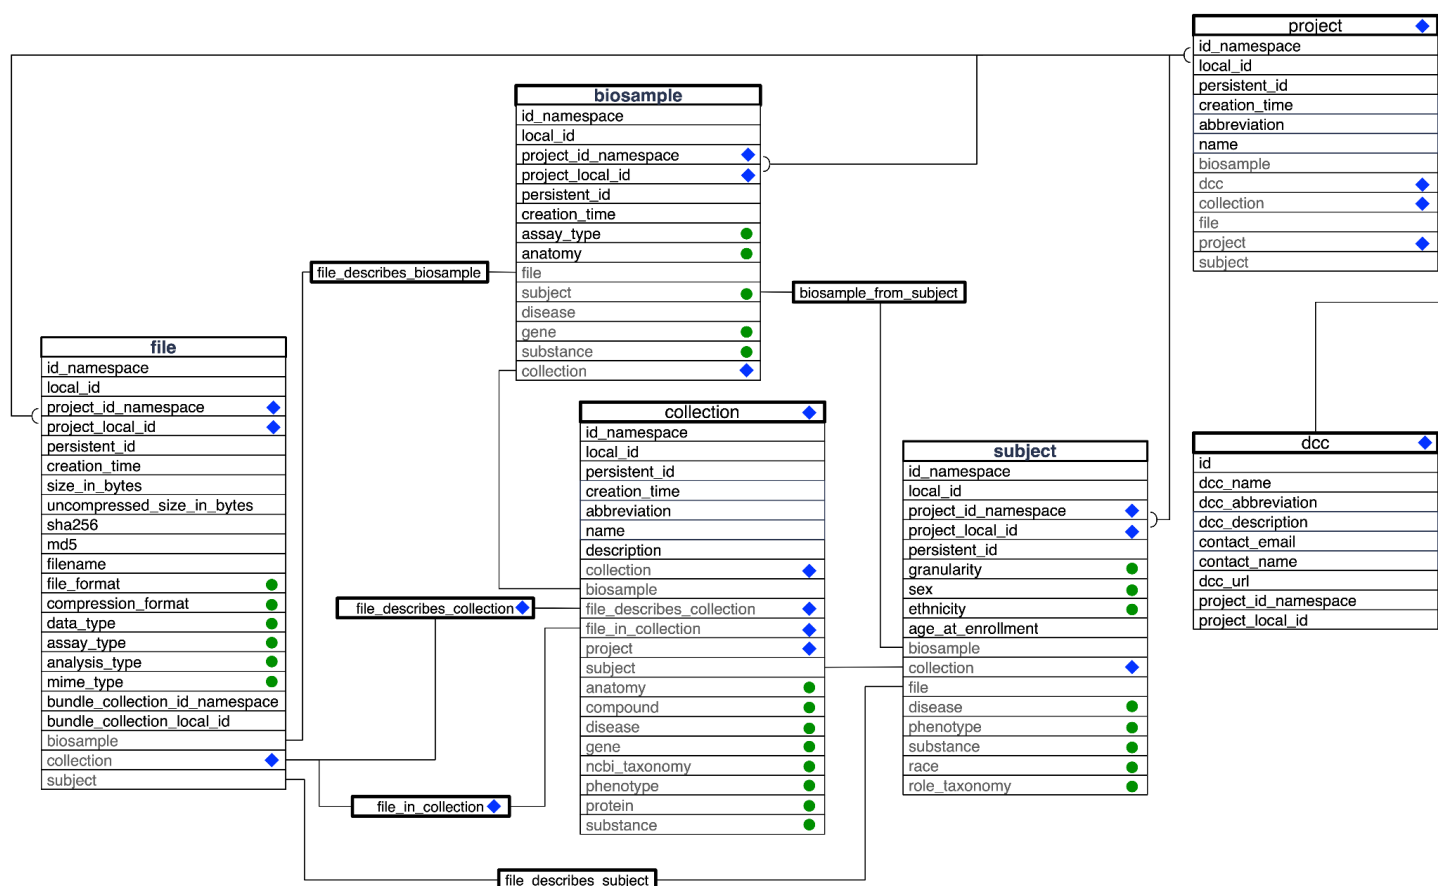 project
id_namespace
local_id
persistent_id
creation_time
abbreviation
name
biosample
dcc
collection
file
project
subject
biosample
id_namespace
local_id
project_id_namespace
project_local_id
persistent_id
creation_time
assay_type
anatomy
file
subject
disease
gene
substance
collection
file_describes_biosample
biosample_from_subject
file
id_namespace
local_id
project_id_namespace
project_local_id
persistent_id
creation_time
size_in_bytes
uncompressed_size_in_bytes
sha256
md5
filename
file_format
compression_format
data_type
assay_type
analysis_type
mime_type
bundle_collection_id_namespace
bundle_collection_local_id
biosample
collection
subject
collection
id_namespace
local_id
persistent_id
creation_time
abbreviation
name
description
collection
biosample
file_describes_collection
file_in_collection
project
subject
anatomy
compound
disease
gene
ncbi_taxonomy
phenotype
protein
substance
file_describes_collection
file_in_collection
file_describes_subject
subject
id_namespace
local_id
project_id_namespace
project_local_id
persistent_id
granularity
sex
ethnicity
age_at_enrollment
biosample
collection
file
disease
phenotype
substance
race
role_taxonomy
dcc
id
dcc_name
dcc_abbreviation
dcc_description
contact_email
contact_name
dcc_url
project_id_namespace
project_local_id